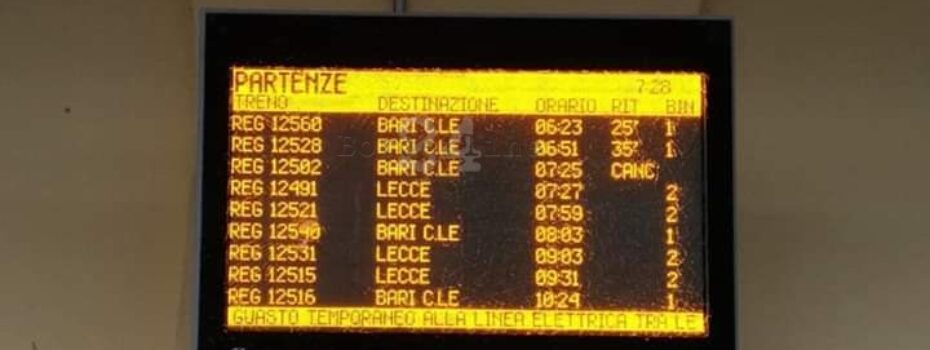 PARTENZE 7:28
TRENO DESTINAZIONE ORARIO RIT BIN
REG 12560 BARI C.LE 06:23 25' 1
REG 12528 BARI C.LE 06:51 35' 1
REG 12502 BARI C.LE 07:25 CANC
REG 12491 LECCE 07:27 2
REG 12521 LECCE 07:59 2
REG 12540 BARI C.LE 08:03 1
REG 12531 LECCE 09:03 2
REG 12515 LECCE 09:31 2
REG 12516 BARI C.LE 10:24 1
GUASTO TEMPORANEO ALLA LINEA ELETTRICA TRA LE